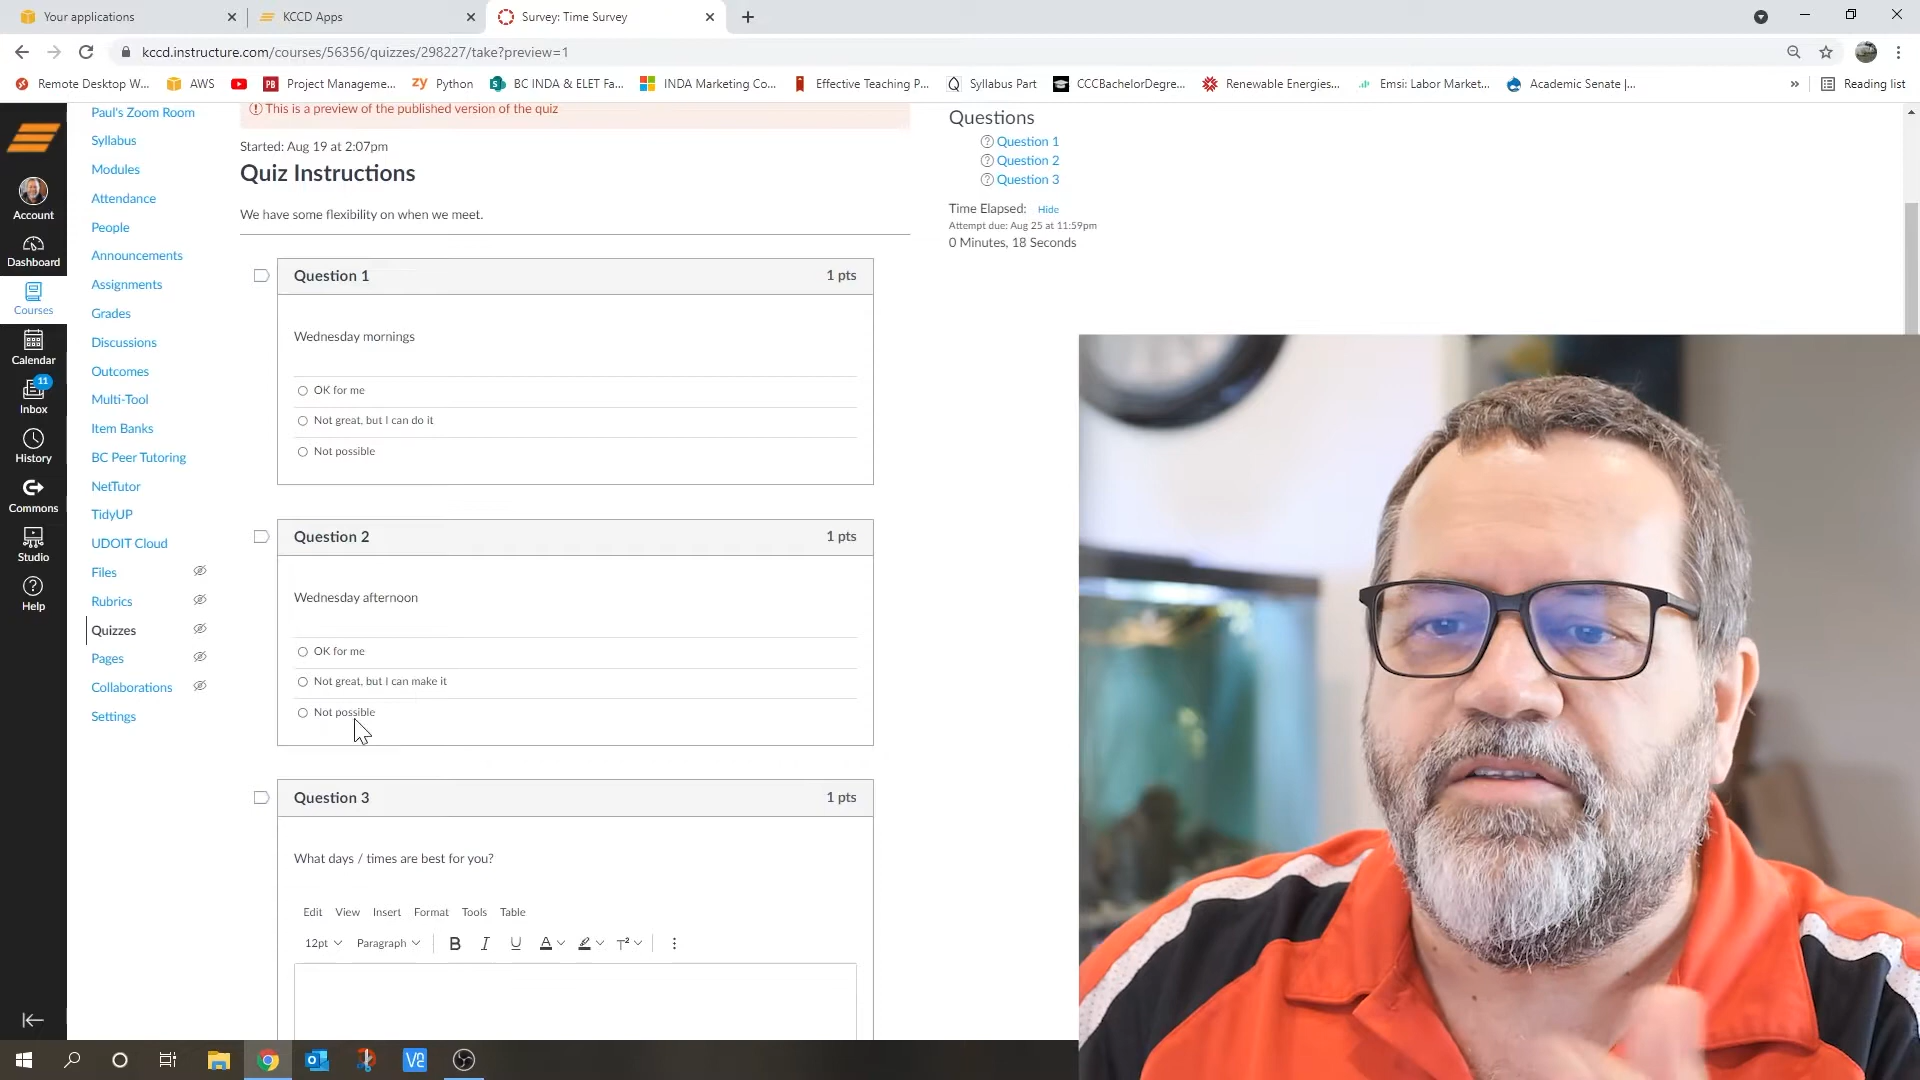 Your applications
KCCD Apps
Survey: Time Survey
kccd.instructure.com/courses/56356/quizzes/298227/take?preview=1
Remote Desktop W...
AWS
PB Project Manageme...
ZY Python
S BC INDA & ELET Fa...
INDA Marketing Co...
Effective Teaching P...
Syllabus Part
CCCBachelorDegre...
Renewable Energies...
Emsi: Labor Market...
Academic Senate |...
»
Reading list
Account
Dashboard
Courses
Calendar
11
Inbox
History
Commons
Studio
Help
Paul's Zoom Room
Syllabus
Modules
Attendance
People
Announcements
Assignments
Grades
Discussions
Outcomes
Multi-Tool
Item Banks
BC Peer Tutoring
NetTutor
TidyUP
UDOIT Cloud
Files
Rubrics
Quizzes
Pages
Collaborations
Settings
This is a preview of the published version of the quiz
Started: Aug 19 at 2:07pm
Quiz Instructions
We have some flexibility on when we meet.
Question 1 1 pts
Wednesday mornings
OK for me
Not great, but I can do it
Not possible
Question 2 1 pts
Wednesday afternoon
OK for me
Not great, but I can make it
Not possible
Question 3 1 pts
What days / times are best for you?
Edit View Insert Format Tools Table
12pt Paragraph B I U A T²
Questions
Question 1
Question 2
Question 3
Time Elapsed: Hide
Attempt due: Aug 25 at 11:59pm
0 Minutes, 18 Seconds